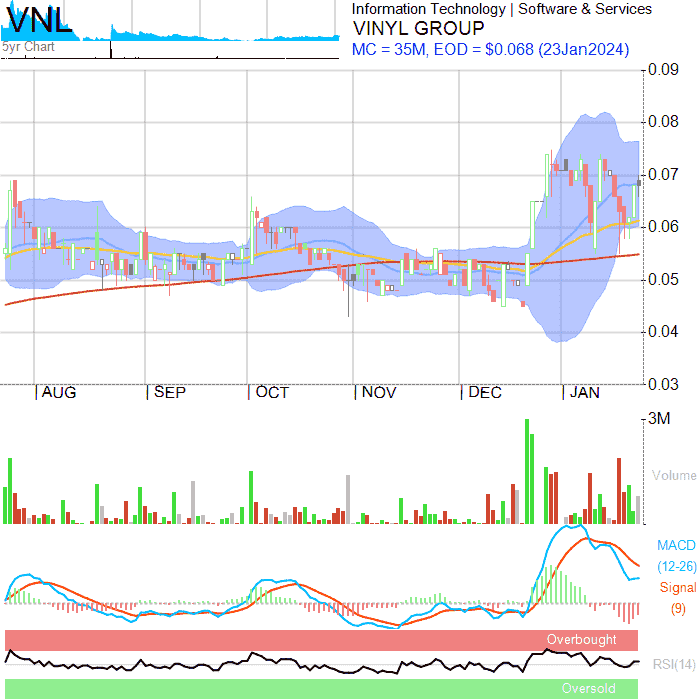 VNL
5yr Chart
Information Technology | Software & Services
VINYL GROUP
MC = 35M, EOD = $0.068 (23Jan2024)
0.09
0.08
0.07
0.06
0.05
0.04
0.03
AUG SEP OCT NOV DEC JAN
3M
Volume
MACD
(12-26)
Signal
(9)
Overbought
RSI(14)
Oversold